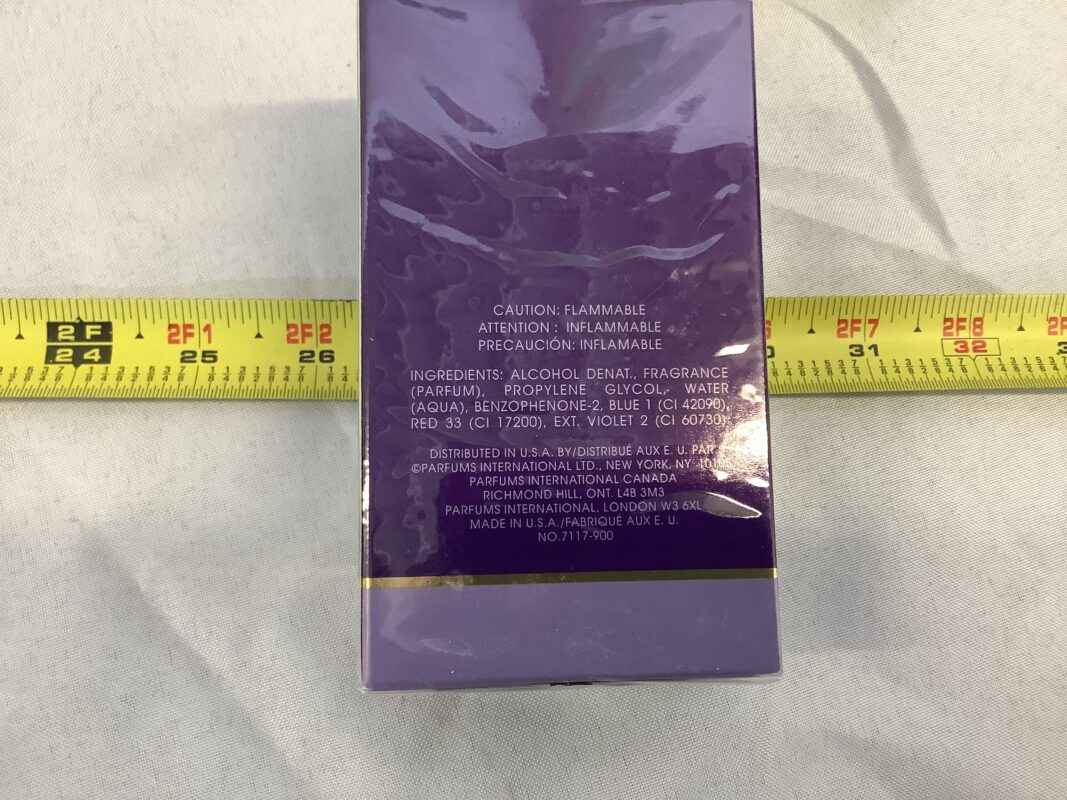 CAUTION: FLAMMABLE
ATTENTION : INFLAMMABLE
PRECAUCIÓN: INFLAMABLE
INGREDIENTS: ALCOHOL DENAT., FRAGRANCE
(PARFUM), PROPYLENE GLYCOL, WATER
(AQUA), BENZOPHENONE-2, BLUE 1 (CI 42090),
RED 33 (CI 17200), EXT. VIOLET 2 (CI 60730).
DISTRIBUTED IN U.S.A. BY/DISTRIBUÉ AUX E. U. PAR
©PARFUMS INTERNATIONAL LTD., NEW YORK, NY
PARFUMS INTERNATIONAL CANADA
RICHMOND HILL, ONT. L4B 3M3
PARFUMS INTERNATIONAL, LONDON W3 6XL
MADE IN U.S.A./FABRIQUÉ AUX E. U.
NO.7117-900
2F 2F1 2F2 2F7 2F8
24 25 26 31 32